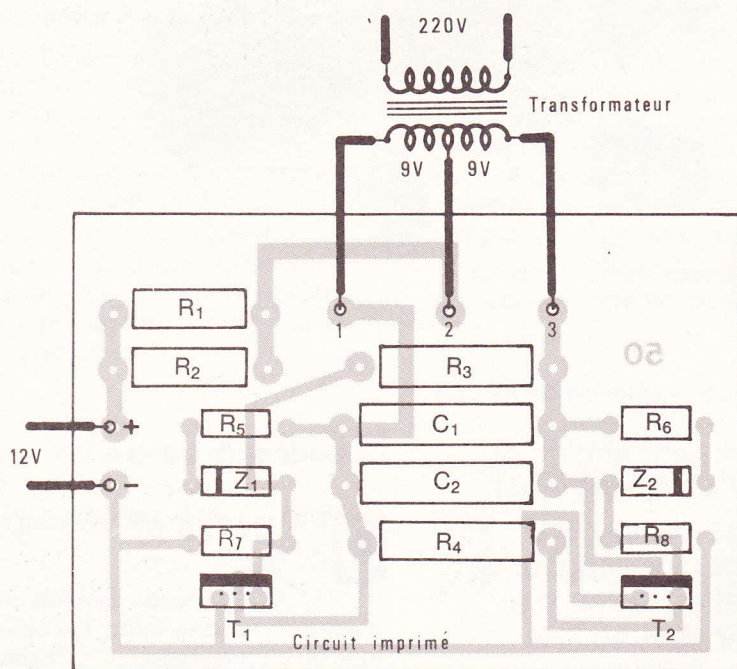 220V
Transformateur
9V 9V
R1
1 2 3
R2 R3
50
+ R5 C1 R6
12V
- Z1 C2 Z2
R7 R4 R8
T1 T2
Circuit imprimé